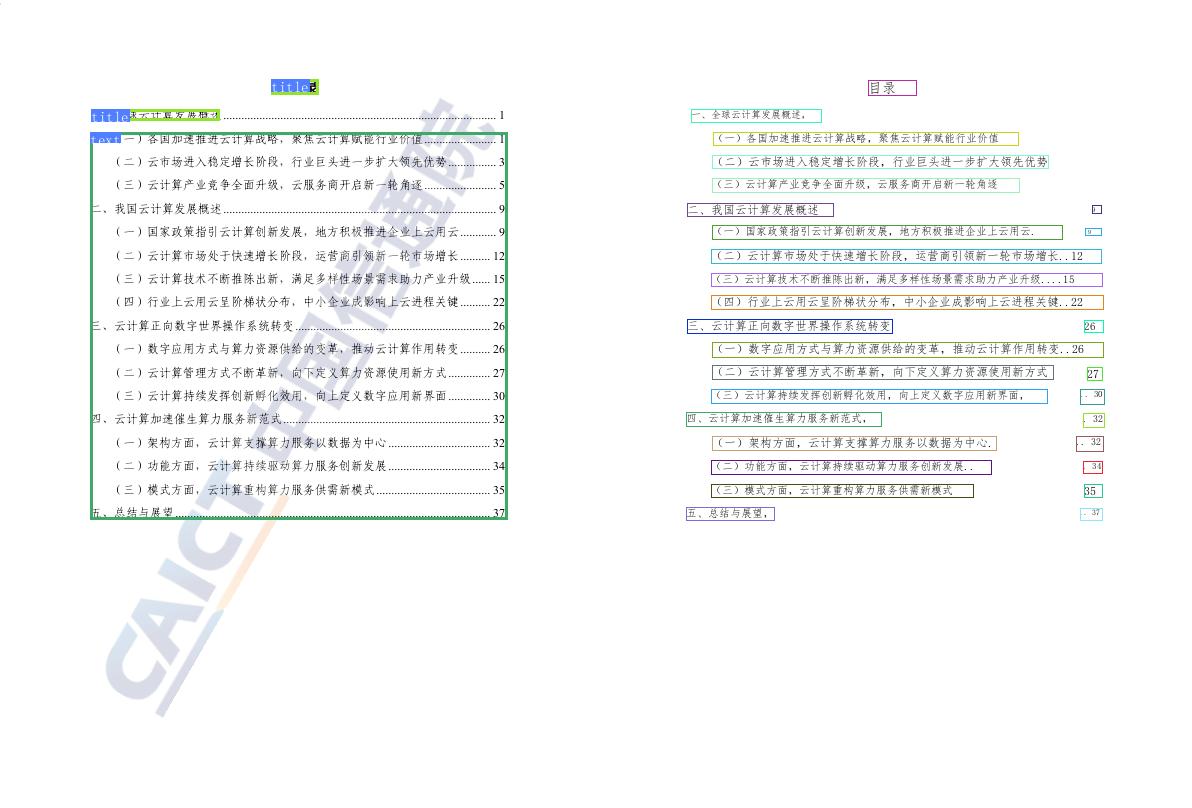 title录
title球云计算发展概述 ........ 1
text一）各国加速推进云计算战略，聚焦云计算赋能行业价值 ........ 1
（二）云市场进入稳定增长阶段，行业巨头进一步扩大领先优势 ........ 3
（三）云计算产业竞争全面升级，云服务商开启新一轮角逐 ........ 5
二、我国云计算发展概述 ........ 9
（一）国家政策指引云计算创新发展，地方积极推进企业上云用云 ........ 9
（二）云计算市场处于快速增长阶段，运营商引领新一轮市场增长 ........ 12
（三）云计算技术不断推陈出新，满足多样性场景需求助力产业升级 ...... 15
（四）行业上云用云呈阶梯状分布，中小企业成影响上云进程关键 ........ 22
三、云计算正向数字世界操作系统转变 ........ 26
（一）数字应用方式与算力资源供给的变革，推动云计算作用转变 ........ 26
（二）云计算管理方式不断革新，向下定义算力资源使用新方式 ........ 27
（三）云计算持续发挥创新孵化效用，向上定义数字应用新界面 ........ 30
四、云计算加速催生算力服务新范式 ........ 32
（一）架构方面，云计算支撑算力服务以数据为中心 ........ 32
（二）功能方面，云计算持续驱动算力服务创新发展 ........ 34
（三）模式方面，云计算重构算力服务供需新模式 ........ 35
五、总结与展望 ........ 37
CAICT 中国信通院
目录
一、全球云计算发展概述，
（一）各国加速推进云计算战略，聚焦云计算赋能行业价值
（二）云市场进入稳定增长阶段，行业巨头进一步扩大领先优势
（三）云计算产业竞争全面升级，云服务商开启新一轮角逐
二、我国云计算发展概述
（一）国家政策指引云计算创新发展，地方积极推进企业上云用云. 9
（二）云计算市场处于快速增长阶段，运营商引领新一轮市场增长..12
（三）云计算技术不断推陈出新，满足多样性场景需求助力产业升级....15
（四）行业上云用云呈阶梯状分布，中小企业成影响上云进程关键..22
三、云计算正向数字世界操作系统转变 26
（一）数字应用方式与算力资源供给的变革，推动云计算作用转变..26
（二）云计算管理方式不断革新，向下定义算力资源使用新方式 27
（三）云计算持续发挥创新孵化效用，向上定义数字应用新界面， .. 30
四、云计算加速催生算力服务新范式， . 32
（一）架构方面，云计算支撑算力服务以数据为中心. .. 32
（二）功能方面，云计算持续驱动算力服务创新发展.. . 34
（三）模式方面，云计算重构算力服务供需新模式 35
五、总结与展望， .. 37